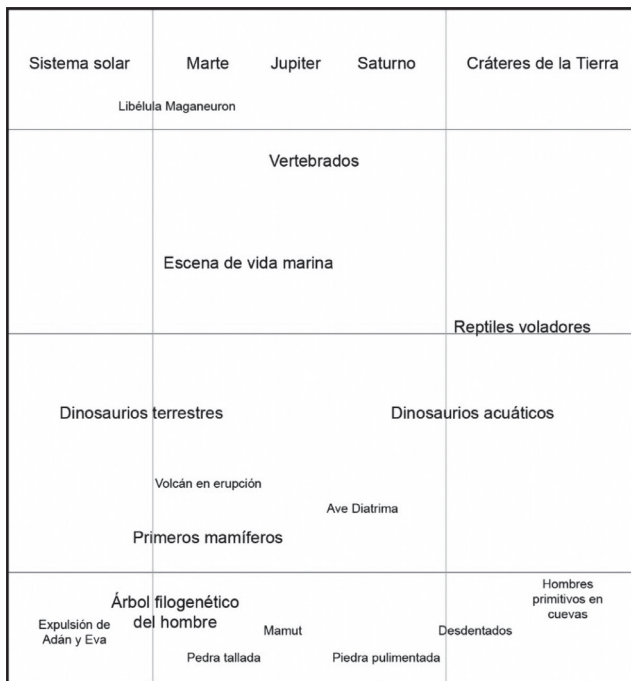 Sistema solar
Marte
Jupiter
Saturno
Cráteres de la Tierra
Libélula Maganeuron
Vertebrados
Escena de vida marina
Reptiles voladores
Dinosaurios terrestres
Dinosaurios acuáticos
Volcán en erupción
Ave Diatrima
Primeros mamíferos
Hombres
primitivos en
cuevas
Árbol filogenético
del hombre
Expulsión de
Adán y Eva
Mamut
Desdentados
Pedra tallada
Piedra pulimentada